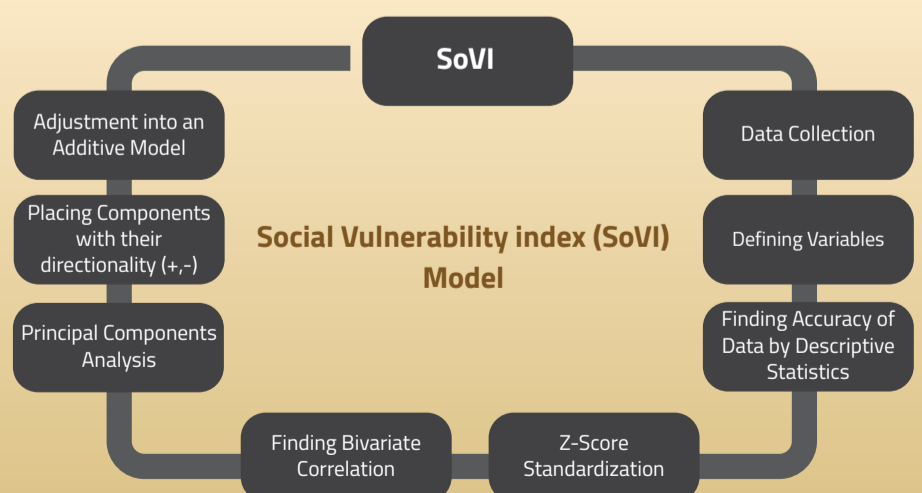 SoVI
Adjustment into an
Additive Model
Data Collection
Placing Components
with their
directionality (+,-)
Social Vulnerability index (SoVI)
Model
Defining Variables
Principal Components
Analysis
Finding Accuracy of
Data by Descriptive
Statistics
Finding Bivariate
Correlation
Z-Score
Standardization